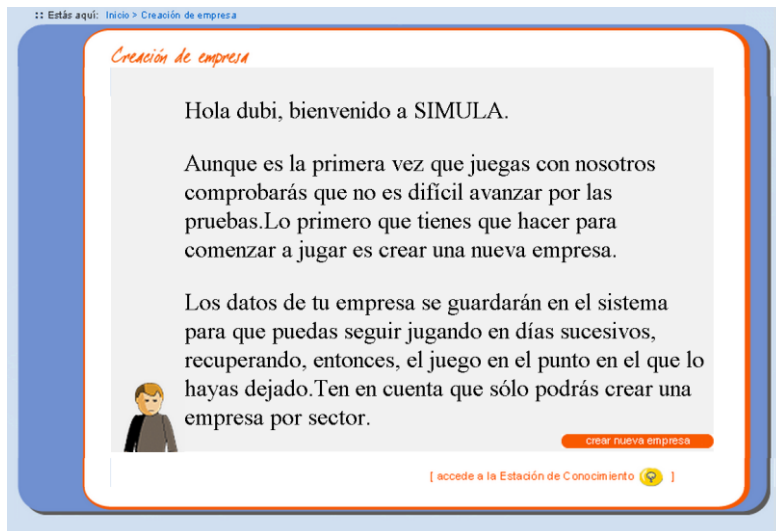 :: Estás aquí: Inicio > Creación de empresa
Creación de empresa
Hola dubi, bienvenido a SIMULA.
Aunque es la primera vez que juegas con nosotros
comprobarás que no es difícil avanzar por las
pruebas.Lo primero que tienes que hacer para
comenzar a jugar es crear una nueva empresa.
Los datos de tu empresa se guardarán en el sistema
para que puedas seguir jugando en días sucesivos,
recuperando, entonces, el juego en el punto en el que lo
hayas dejado.Ten en cuenta que sólo podrás crear una
empresa por sector.
crear nueva empresa
[ accede a la Estación de Conocimiento ]